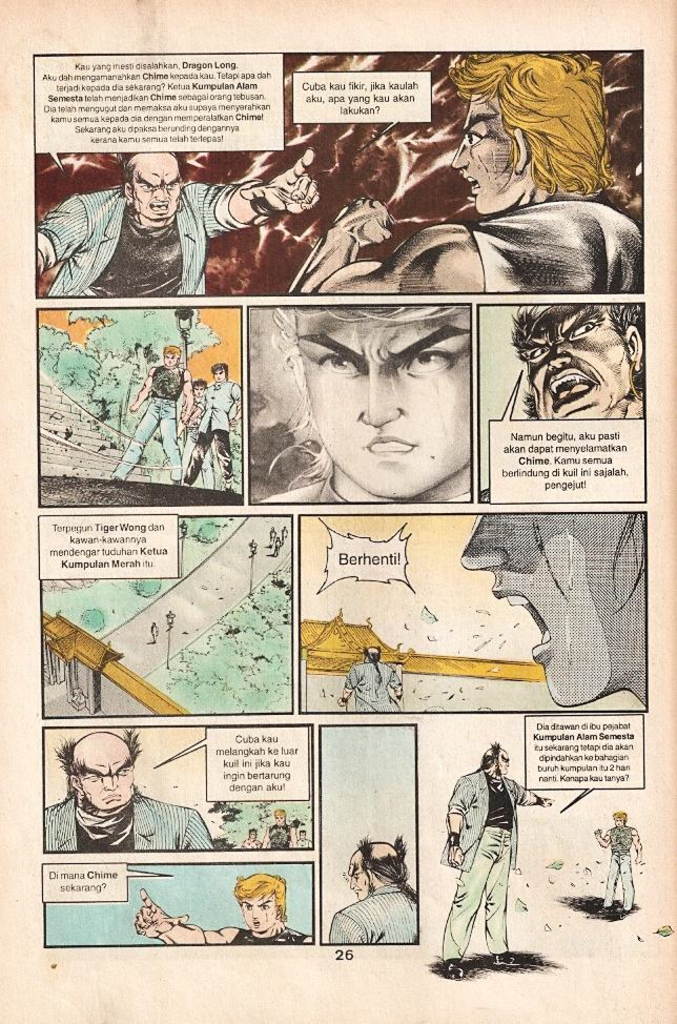 Kau yang mesti disalahkan, Dragon Long.
Aku dah mengamanahkan Chime kepada kau. Tetapi apa dah
terjadi kepada dia sekarang? Ketua Kumpulan Alam
Semesta telah menjadikan Chime sebagai orang tebusan.
Dia telah mengugut dan memaksa aku supaya menyerahkan
kamu semua kepada dia dengan memperalatkan Chime!
Sekarang aku dipaksa berunding dengannya
kerana kamu semua telah terlepas!
Cuba kau fikir, jika kaulah
aku, apa yang kau akan
lakukan?
Namun begitu, aku pasti
akan dapat menyelamatkan
Chime. Kamu semua
berlindung di kuil ini sajalah,
pengejut!
Terpegun Tiger Wong dan
kawan-kawannya
mendengar tuduhan Ketua
Kumpulan Merah itu.
Berhenti!
Cuba kau
melangkah ke luar
kuil ini jika kau
ingin bertarung
dengan aku!
Di mana Chime
sekarang?
Dia ditawan di ibu pejabat
Kumpulan Alam Semesta
itu sekarang tetapi dia akan
dipindahkan ke bahagian
buruh kumpulan itu 2 hari
nanti. Kenapa kau tanya?
26